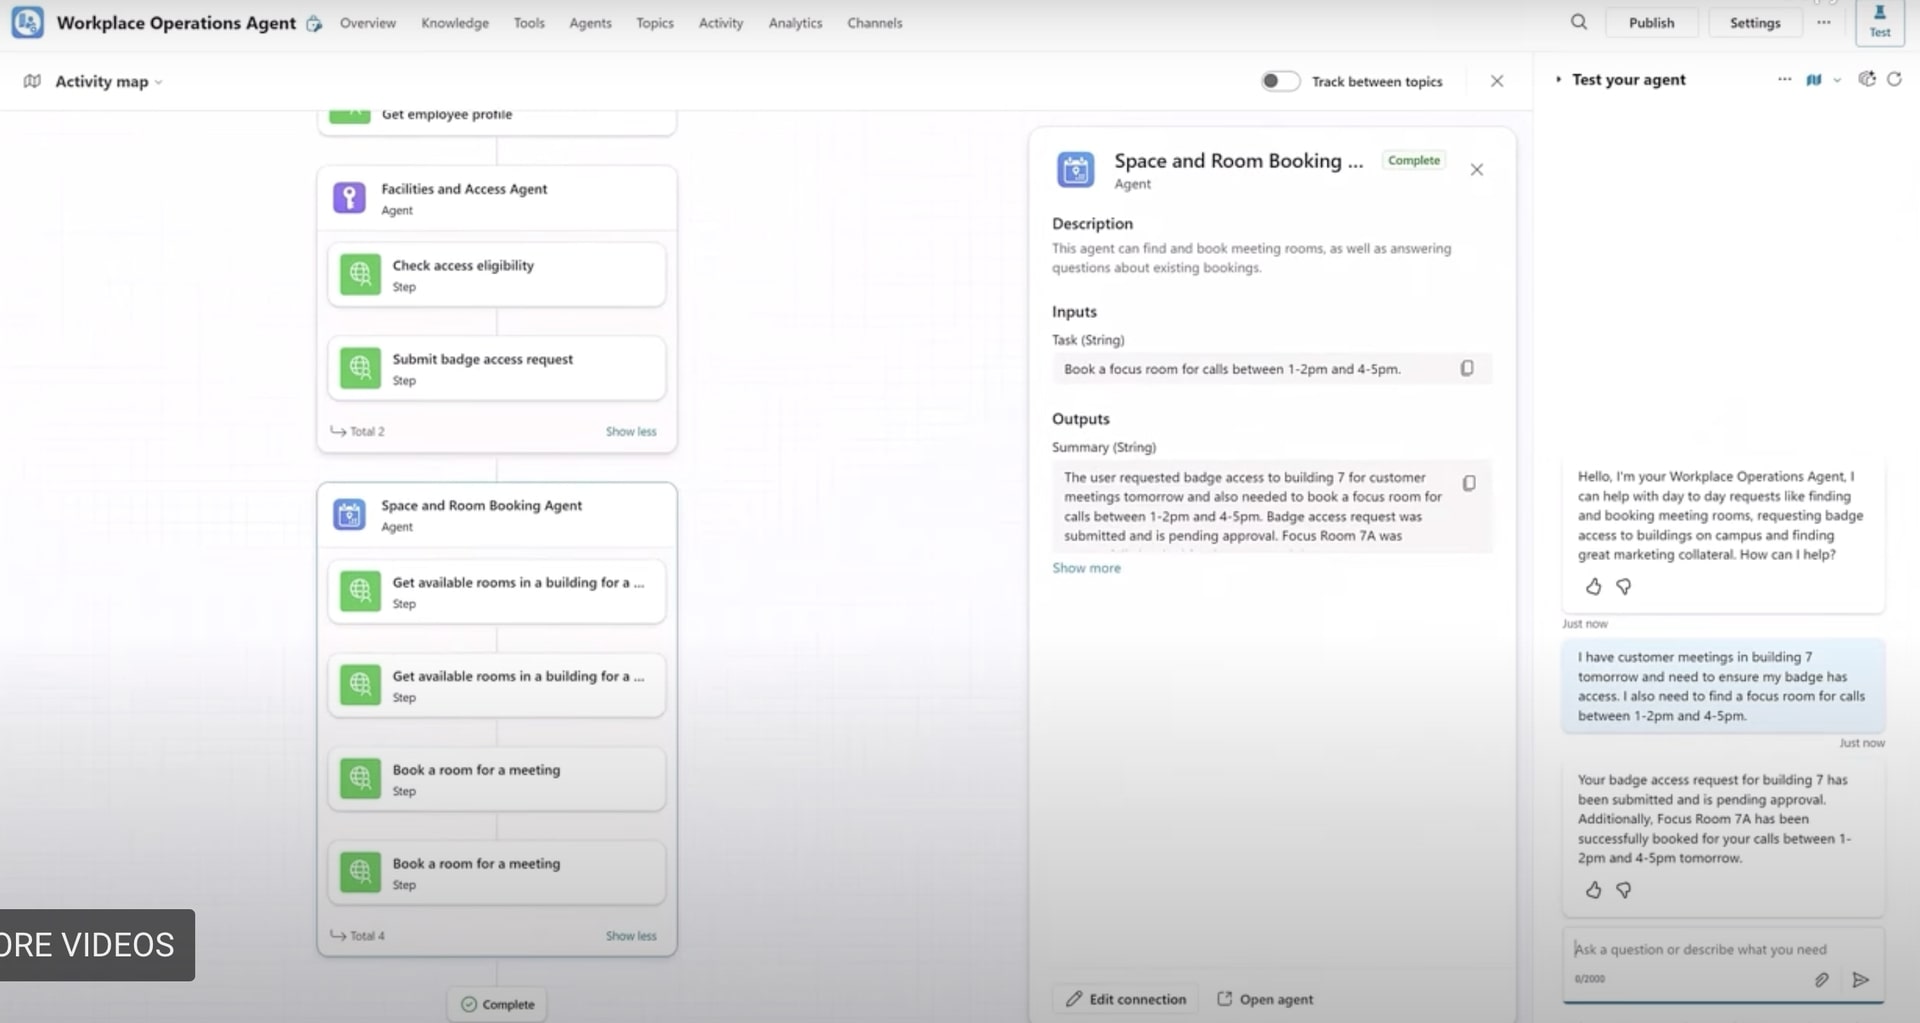 Workplace Operations Agent
Overview
Knowledge
Tools
Agents
Topics
Activity
Analytics
Channels
Publish
Settings
Test
Activity map
Track between topics
Get employee profile
Facilities and Access Agent
Agent
Check access eligibility
Step
Submit badge access request
Step
Total 2
Show less
Space and Room Booking Agent
Agent
Get available rooms in a building for a ...
Step
Get available rooms in a building for a ...
Step
Book a room for a meeting
Step
Book a room for a meeting
Step
Total 4
Show less
Complete
ORE VIDEOS
Space and Room Booking ...
Complete
Agent
Description
This agent can find and book meeting rooms, as well as answering
questions about existing bookings.
Inputs
Task (String)
Book a focus room for calls between 1-2pm and 4-5pm.
Outputs
Summary (String)
The user requested badge access to building 7 for customer
meetings tomorrow and also needed to book a focus room for
calls between 1-2pm and 4-5pm. Badge access request was
submitted and is pending approval. Focus Room 7A was
Show more
Edit connection
Open agent
Test your agent
Hello, I'm your Workplace Operations Agent, I
can help with day to day requests like finding
and booking meeting rooms, requesting badge
access to buildings on campus and finding
great marketing collateral. How can I help?
Just now
I have customer meetings in building 7
tomorrow and need to ensure my badge has
access. I also need to find a focus room for calls
between 1-2pm and 4-5pm.
Just now
Your badge access request for building 7 has
been submitted and is pending approval.
Additionally, Focus Room 7A has been
successfully booked for your calls between 1-
2pm and 4-5pm tomorrow.
Ask a question or describe what you need
0/2000